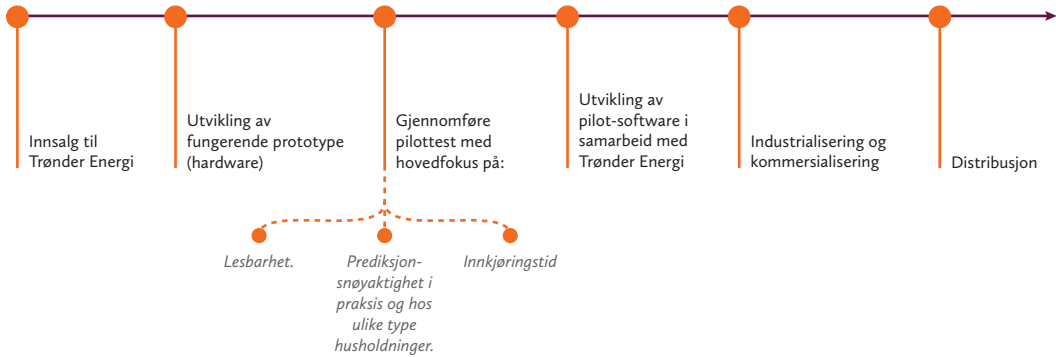 Innsalg til
Trønder Energi
Utvikling av
fungerende prototype
(hardware)
Gjennomføre
pilottest med
hovedfokus på:
Utvikling av
pilot-software i
samarbeid med
Trønder Energi
Industrialisering og
kommersialisering
Distribusjon
Lesbarhet.
Prediksjon-
snøyaktighet i
praksis og hos
ulike type
husholdninger.
Innkjøringstid